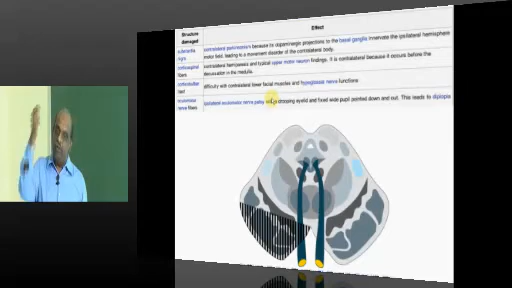 Structure damaged
Effect
substantia nigra
contralateral parkinsonism because its dopaminergic projections to the basal ganglia innervate the ipsilateral hemisphere
motor field, leading to a movement disorder of the contralateral body.
corticospinal fibers
contralateral hemiparesis and typical upper motor neuron findings. It is contralateral because it occurs before the
decussation in the medulla.
corticobulbar tract
difficulty with contralateral lower facial muscles and hypoglossal nerve functions
oculomotor nerve fibers
ipsilateral oculomotor nerve palsy with a drooping eyelid and fixed wide pupil pointed down and out. This leads to diplopia